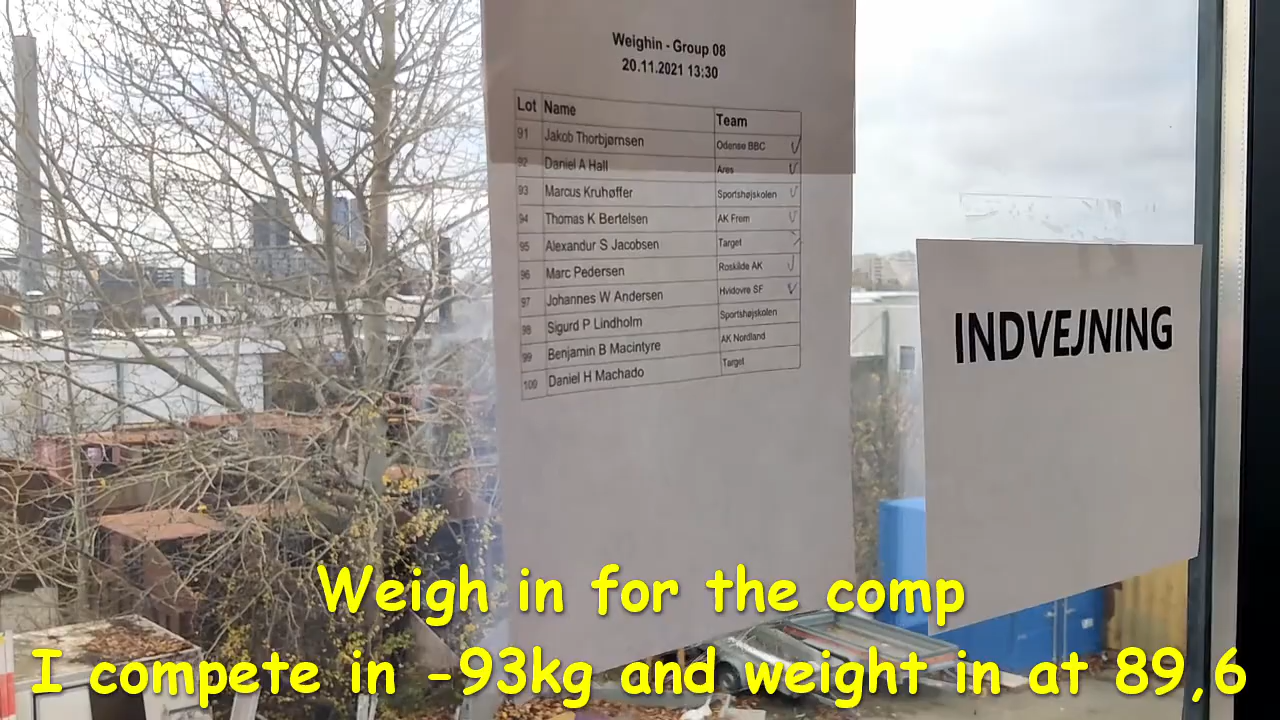 Weighin - Group 08
20.11.2021 13:30
Lot Name Team
91 Jakob Thorbjørnsen Odense BBC
92 Daniel A Hall Ares
93 Marcus Kruhøffer Sportshøjskolen
94 Thomas K Bertelsen AK Frem
95 Alexandur S Jacobsen Target
96 Marc Pedersen Roskilde AK
97 Johannes W Andersen Hvidovre SF
98 Sigurd P Lindholm Sportshøjskolen
99 Benjamin B Macintyre AK Nordland
100 Daniel H Machado Target
INDVEJNING
Weigh in for the comp
I compete in -93kg and weight in at 89,6